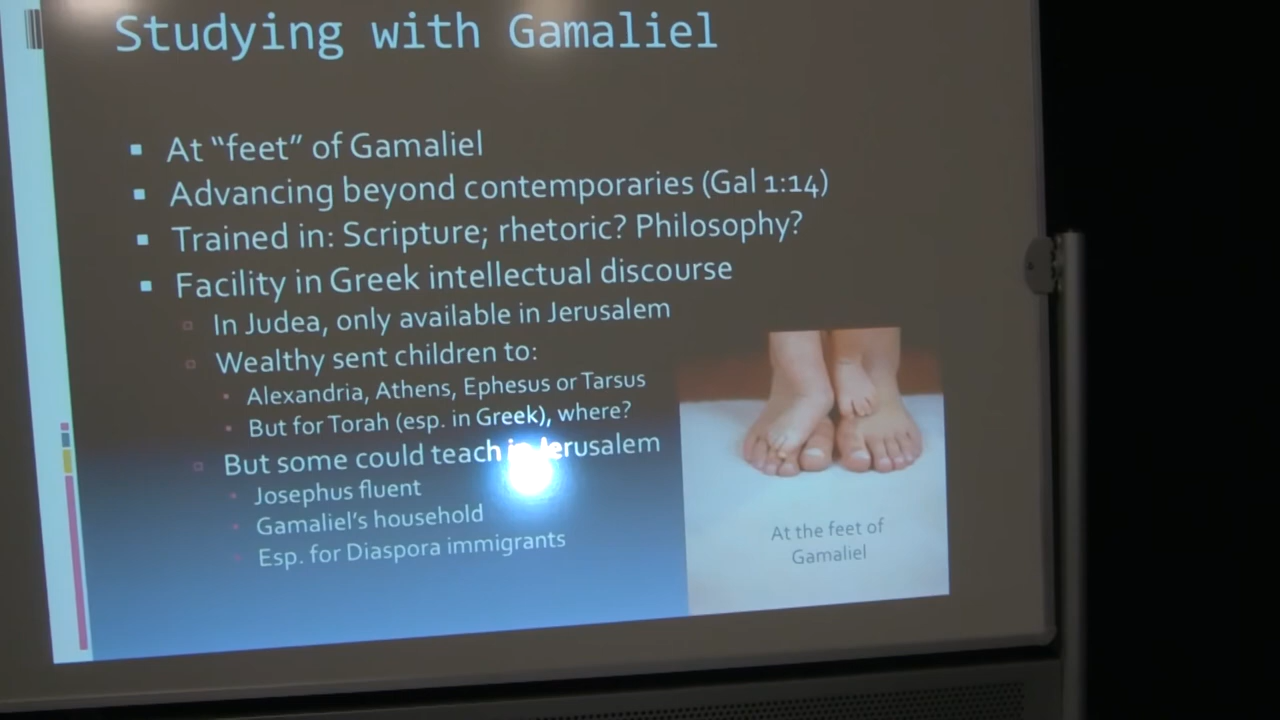 Studying with Gamaliel
At “feet” of Gamaliel
Advancing beyond contemporaries (Gal 1:14)
Trained in: Scripture; rhetoric? Philosophy?
Facility in Greek intellectual discourse
In Judea, only available in Jerusalem
Wealthy sent children to:
Alexandria, Athens, Ephesus or Tarsus
But for Torah (esp. in Greek), where?
But some could teach in Jerusalem
Josephus fluent
Gamaliel’s household
Esp. for Diaspora immigrants
At the feet of
Gamaliel